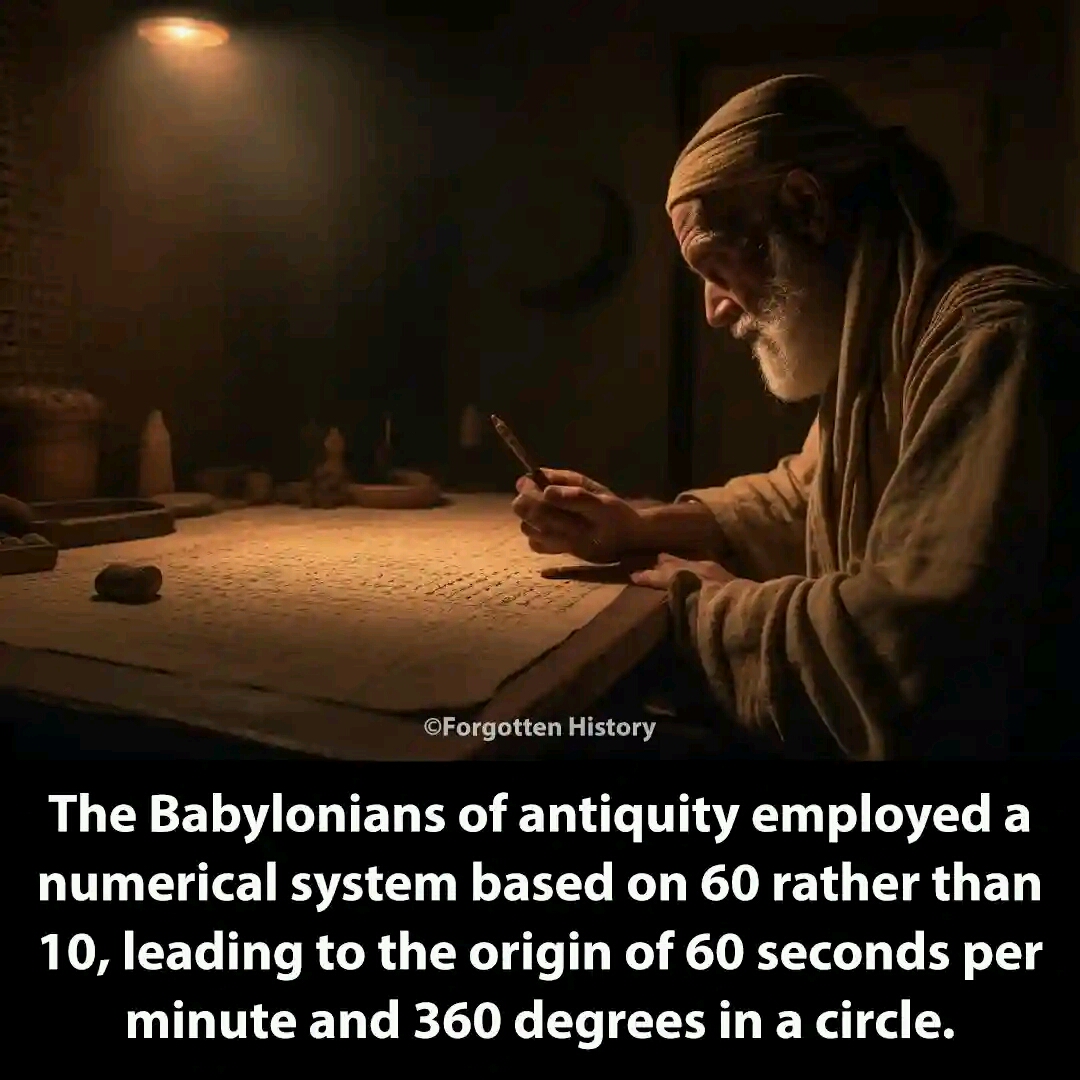 ©Forgotten History
The Babylonians of antiquity employed a
numerical system based on 60 rather than
10, leading to the origin of 60 seconds per
minute and 360 degrees in a circle.